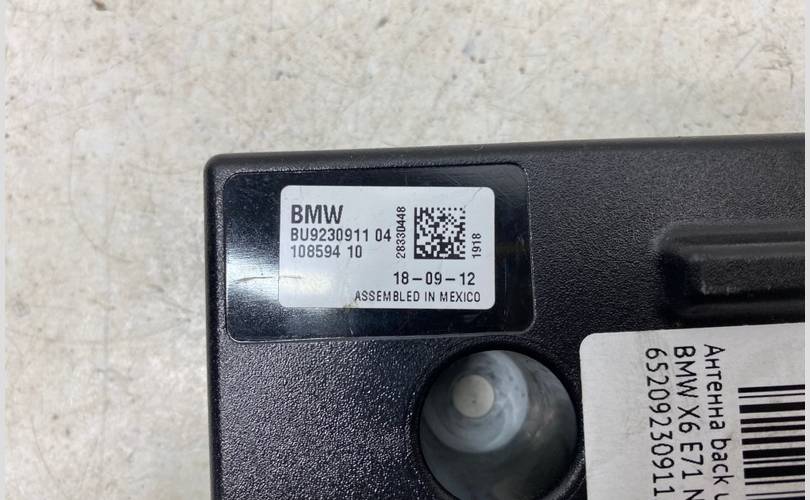 BMW
BU9230911 04
108594 10
28330448
1918
18-09-12
ASSEMBLED IN MEXICO
Антенна back
BMW X6 E71
65209230911